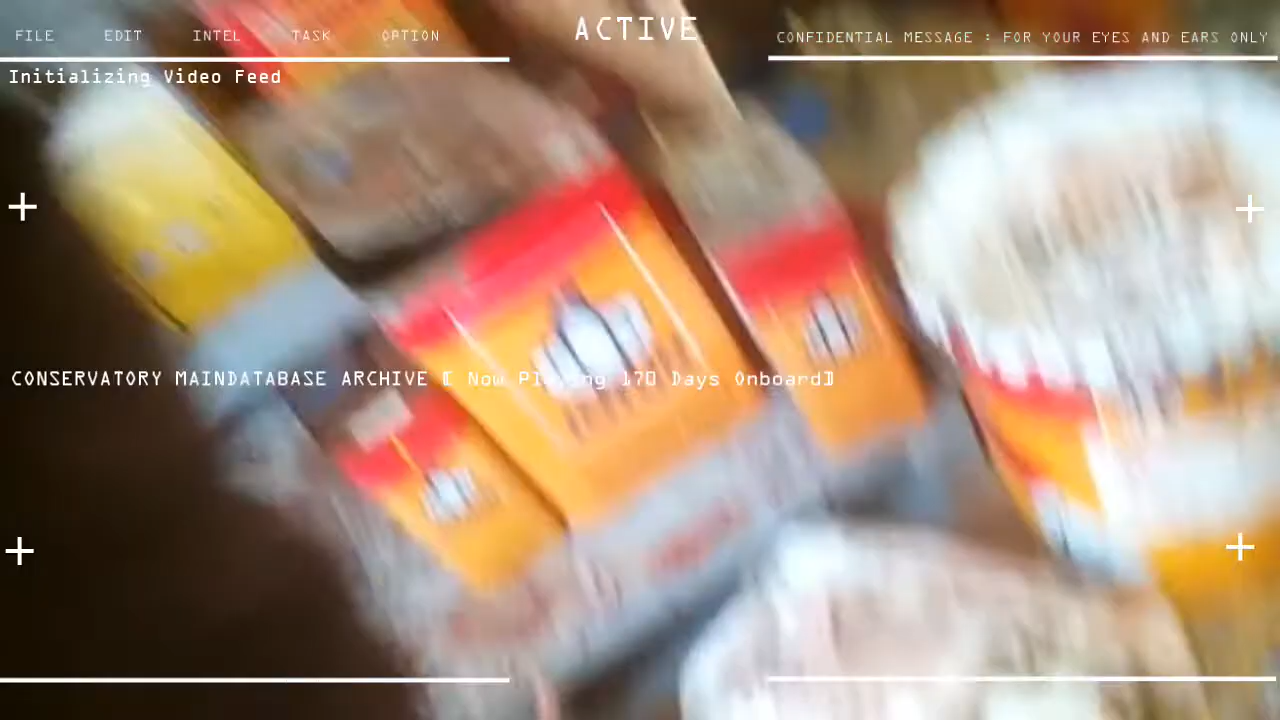 FILE EDIT INTEL TASK OPTION
ACTIVE
CONFIDENTIAL MESSAGE : FOR YOUR EYES AND EARS ONLY
Initializing Video Feed
CONSERVATORY MAINDATABASE ARCHIVE [ Now Playing 170 Days Onboard]